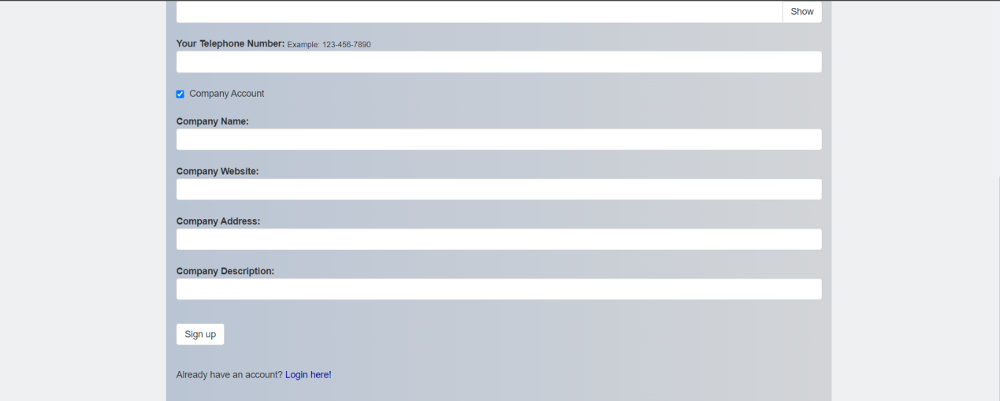 Show
Your Telephone Number: Example: 123-456-7890
Company Account
Company Name:
Company Website:
Company Address:
Company Description:
Sign up
Already have an account? Login here!